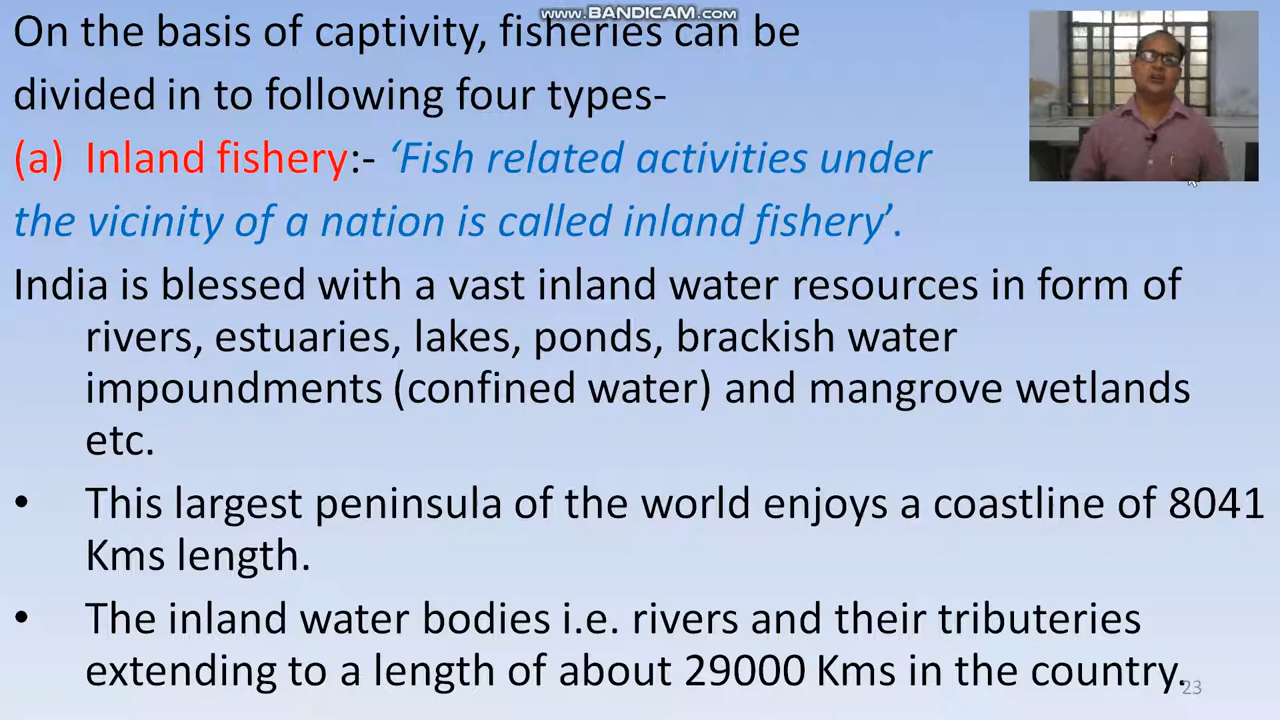 www.BANDICAM.com
On the basis of captivity, fisheries can be
divided in to following four types-
(a) Inland fishery:- ‘Fish related activities under
the vicinity of a nation is called inland fishery’.
India is blessed with a vast inland water resources in form of
rivers, estuaries, lakes, ponds, brackish water
impoundments (confined water) and mangrove wetlands
etc.
• This largest peninsula of the world enjoys a coastline of 8041
Kms length.
• The inland water bodies i.e. rivers and their tributeries
extending to a length of about 29000 Kms in the country.
23